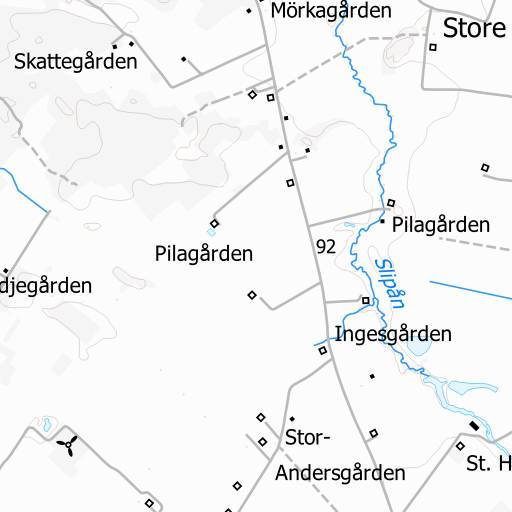 Mörkagården
Store
Skattegården
Pilagården
92
Pilagården
Slipån
djegården
Ingesgården
Stor-
Andersgården
St. H